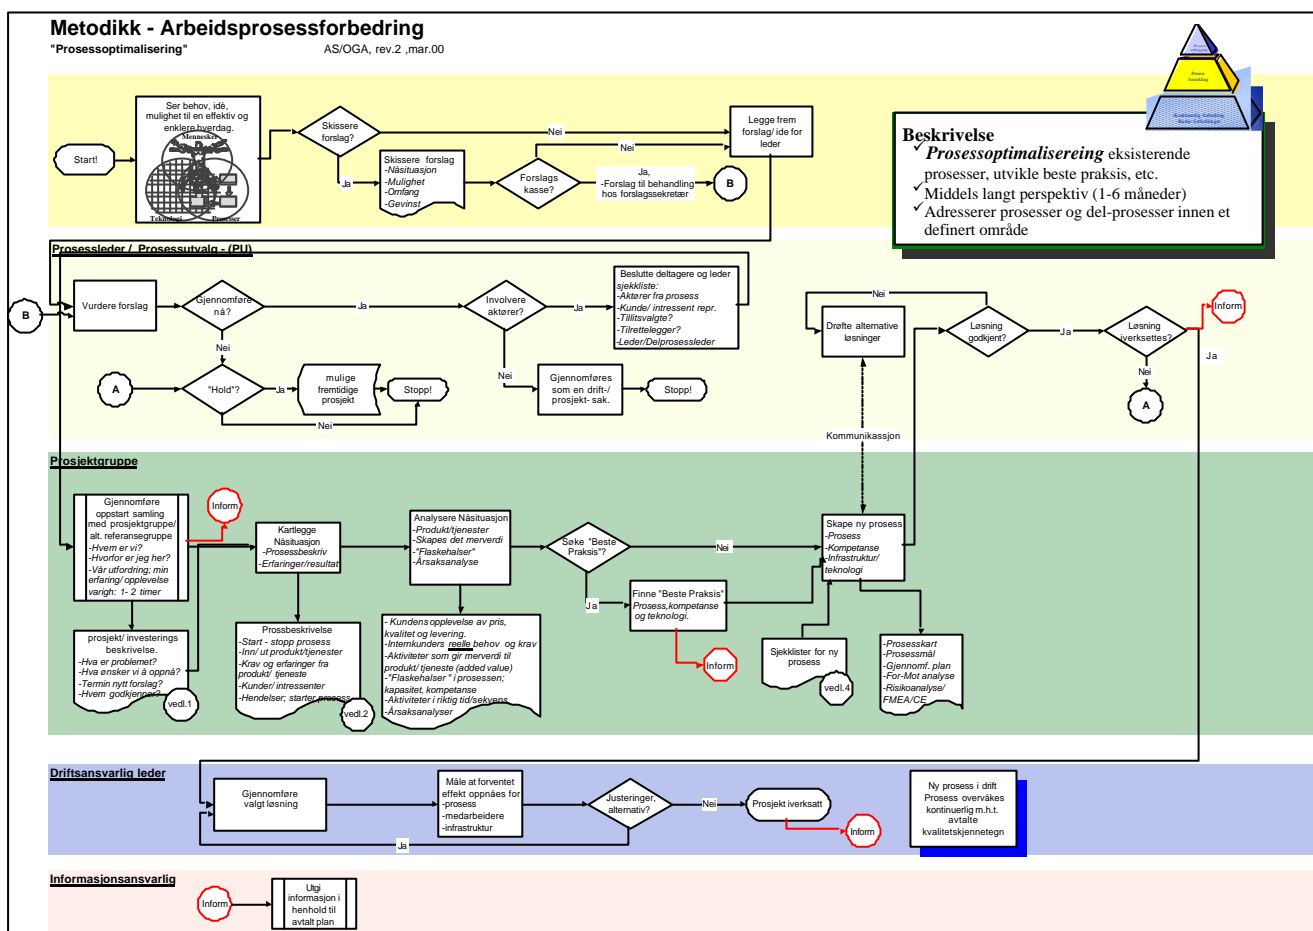 Metodikk - Arbeidsprosessforbedring
"Prosessoptimalisering"
AS/OGA, rev.2 ,mar.00
Start!
Ser behov, idè,
mulighet til en effektiv og
enklere hverdag.
Mennesker
Teknologi
Prosesser
Skissere
forslag?
Nei
Ja
Skissere forslag
-Nåsituasjon
-Mulighet
-Omfang
-Gevinst
Forslags
kasse?
Nei
Ja,
-Forslag til behandling
hos forslagssekretær
B
Legge frem
forslag/ ide for
leder
Beskrivelse
Prosessoptimalisereing eksisterende
prosesser, utvikle beste praksis, etc.
Middels langt perspektiv (1-6 måneder)
Adresserer prosesser og del-prosesser innen et
definert område
Prosessleder / Prosessutvalg - (PU)
B
Vurdere forslag
Gjennomføre
nå?
Ja
Nei
Involvere
aktører?
Ja
Nei
Beslutte deltagere og leder
sjekkliste:
-Aktører fra prosess
-Kunde/ intressent repr.
-Tillitsvalgte?
-Tilrettelegger?
-Leder/Delprosessleder
A
"Hold"?
Ja
Nei
mulige
fremtidige
prosjekt
Stopp!
Gjennomføres
som en drift-/
prosjekt- sak.
Stopp!
Nei
Drøfte alternative
løsninger
Løsning
godkjent?
Ja
Løsning
iverksettes?
Inform
Ja
Nei
A
Kommunikassjon
Prosjektgruppe
Gjennomføre
oppstart samling
med prosjektgruppe/
alt. referansegruppe
-Hvem er vi?
-Hvorfor er jeg her?
-Vår utfordring; min
erfaring/ opplevelse
varigh: 1- 2 timer
Inform
Kartlegge
Nåsituasjon
-Prosessbeskriv
-Erfaringer/resultat
Analysere Nåsituasjon
-Produkt/tjenester
-Skapes det merverdi
-"Flaskehalser"
-Årsaksanalyse
Søke "Beste
Praksis"?
Nei
Ja
Finne "Beste Praksis"
Prosess,kompetanse
og teknologi.
Inform
Skape ny prosess
-Prosess
-Kompetanse
-Infrastruktur/
teknologi
prosjekt/ investerings
beskrivelse.
-Hva er problemet?
-Hva ønsker vi å oppnå?
-Termin nytt forslag?
-Hvem godkjenner?
vedl.1
Prossbeskrivelse
-Start - stopp prosess
-Inn/ ut produkt/tjenester
-Krav og erfaringer fra
produkt/ tjeneste
-Kunder/ intressenter
-Hendelser; starter prosess
vedl.2
- Kundens opplevelse av pris,
kvalitet og levering.
-Internkunders reelle behov og krav
-Aktiviteter som gir merverdi til
produkt/ tjeneste (added value)
-"Flaskehalser " i prosessen;
kapasitet, kompetanse
-Aktiviteter i riktig tid/sekvens
-Årsaksanalyser
Sjekklister for ny
prosess
vedl.4
-Prosesskart
-Prosessmål
-Gjennomf. plan
-For-Mot analyse
-Risikoanalyse/
FMEA/CE
Driftsansvarlig leder
Gjennomføre
valgt løsning
Måle at forventet
effekt oppnåes for
-prosess
-medarbeidere
-infrastruktur
Justeringer,
alternativ?
Nei
Ja
Prosjekt iverksatt
Inform
Ny prosess i drift
Prosess overvåkes
kontinuerlig m.h.t.
avtalte
kvalitetskjennetegn
Informasjonsansvarlig
Inform
Utgi
informasjon i
henhold til
avtalt plan